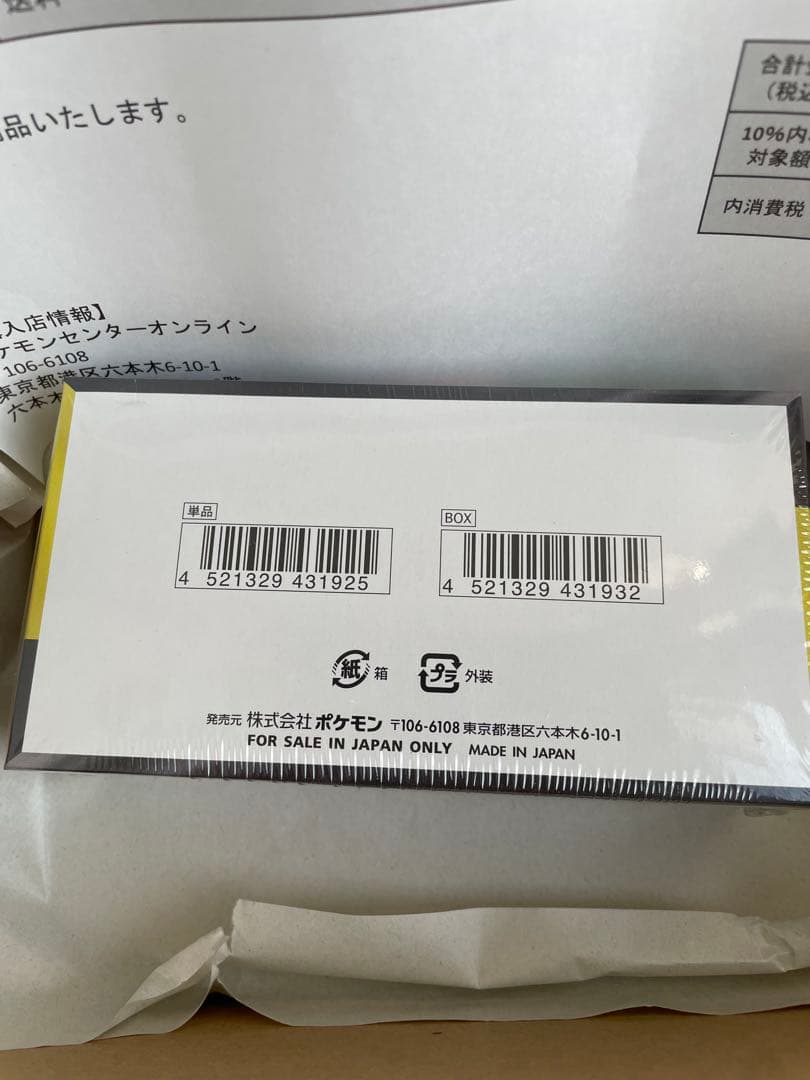 送料
品いたします。
合計
（税込
10%内
対象額
内消費税
入店情報】
ケモンセンターオンライン
106-6108
東京都港区六本木6-10-1
六本木
単品
4 521329 431925
BOX
4 521329 431932
紙 箱
プラ 外装
発売元 株式会社 ポケモン 〒106-6108 東京都港区六本木6-10-1
FOR SALE IN JAPAN ONLY MADE IN JAPAN